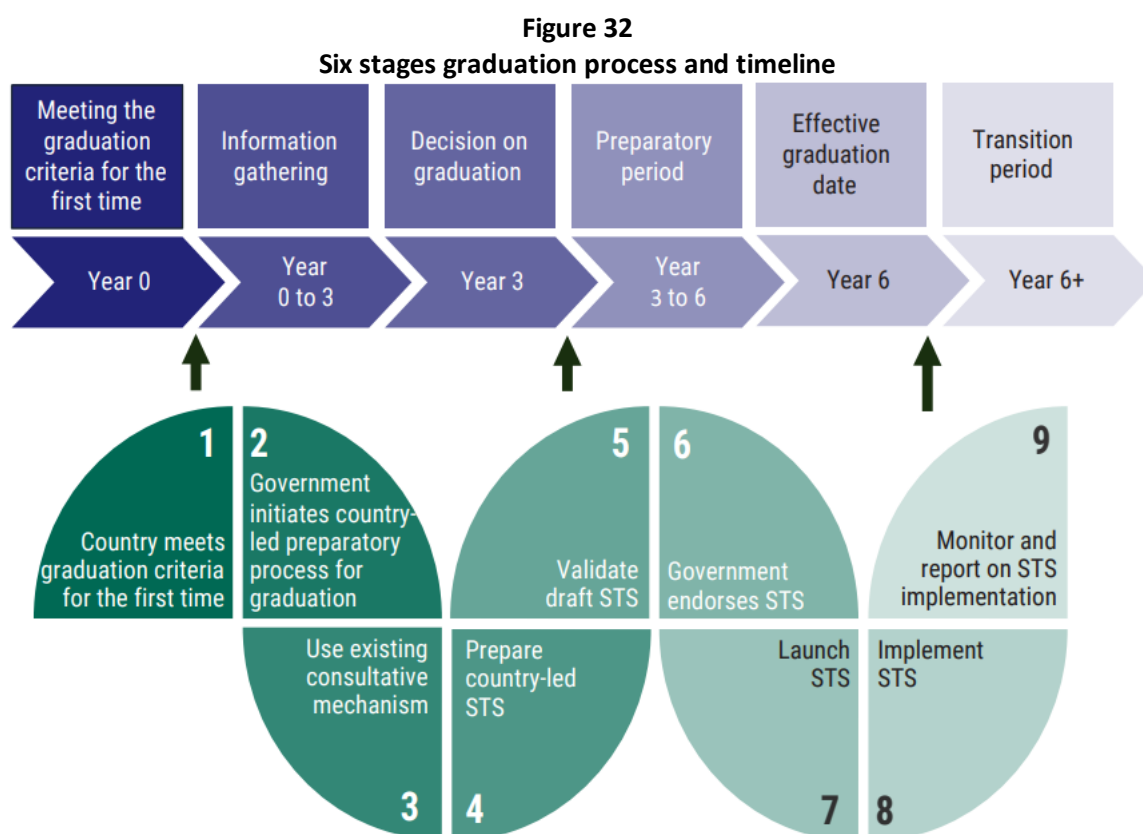 Figure 32
Six stages graduation process and timeline
Meeting the
graduation
criteria for the
first time
Information
gathering
Decision on
graduation
Preparatory
period
Effective
graduation
date
Transition
period
Year 0
Year
0 to 3
Year 3
Year
3 to 6
Year 6
Year 6+
1
Country meets
graduation criteria
for the first time
2
Government
initiates country-
led preparatory
process for
graduation
Use existing
consultative
mechanism
3
Prepare
country-led
STS
4
5
Validate
draft STS
6
Government
endorses STS
Launch
STS
7
Implement
STS
8
9
Monitor and
report on STS
implementation